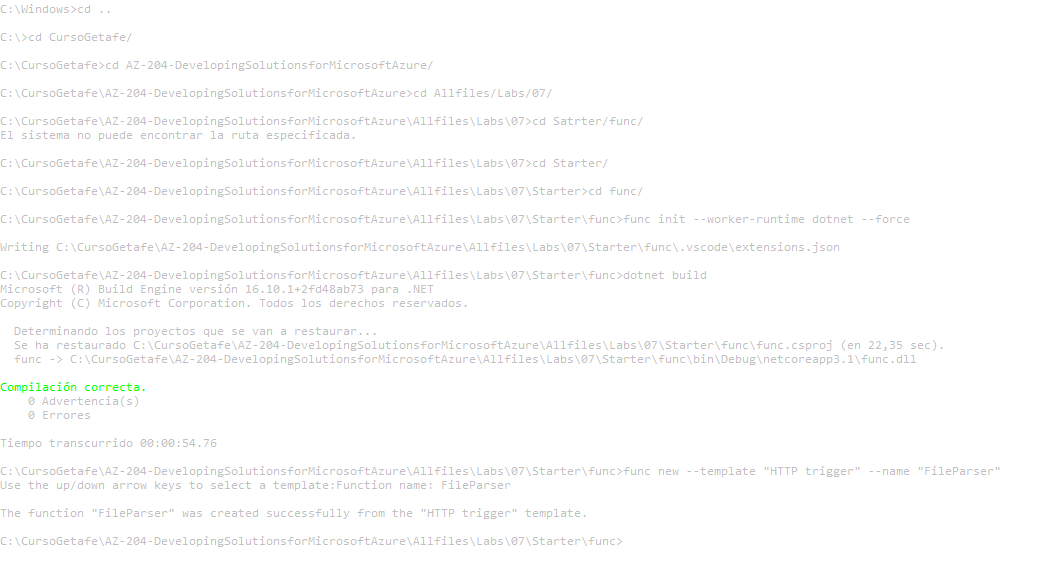 C:\Windows>cd ..
C:\>cd CursoGetafe/
C:\CursoGetafe>cd AZ-204-DevelopingSolutionsforMicrosoftAzure/
C:\CursoGetafe\AZ-204-DevelopingSolutionsforMicrosoftAzure>cd Allfiles/Labs/07/
C:\CursoGetafe\AZ-204-DevelopingSolutionsforMicrosoftAzure\Allfiles\Labs\07>cd Satrter/func/
El sistema no puede encontrar la ruta especificada.
C:\CursoGetafe\AZ-204-DevelopingSolutionsforMicrosoftAzure\Allfiles\Labs\07>cd Starter/
C:\CursoGetafe\AZ-204-DevelopingSolutionsforMicrosoftAzure\Allfiles\Labs\07\Starter>cd func/
C:\CursoGetafe\AZ-204-DevelopingSolutionsforMicrosoftAzure\Allfiles\Labs\07\Starter\func>func init --worker-runtime dotnet --force
Writing C:\CursoGetafe\AZ-204-DevelopingSolutionsforMicrosoftAzure\Allfiles\Labs\07\Starter\func\.vscode\extensions.json
C:\CursoGetafe\AZ-204-DevelopingSolutionsforMicrosoftAzure\Allfiles\Labs\07\Starter\func>dotnet build
Microsoft (R) Build Engine versión 16.10.1+2fd48ab73 para .NET
Copyright (C) Microsoft Corporation. Todos los derechos reservados.
Determinando los proyectos que se van a restaurar...
Se ha restaurado C:\CursoGetafe\AZ-204-DevelopingSolutionsforMicrosoftAzure\Allfiles\Labs\07\Starter\func\func.csproj (en 22,35 sec).
func -> C:\CursoGetafe\AZ-204-DevelopingSolutionsforMicrosoftAzure\Allfiles\Labs\07\Starter\func\bin\Debug\netcoreapp3.1\func.dll
Compilación correcta.
0 Advertencia(s)
0 Errores
Tiempo transcurrido 00:00:54.76
C:\CursoGetafe\AZ-204-DevelopingSolutionsforMicrosoftAzure\Allfiles\Labs\07\Starter\func>func new --template "HTTP trigger" --name "FileParser"
Use the up/down arrow keys to select a template:Function name: FileParser
The function "FileParser" was created successfully from the "HTTP trigger" template.
C:\CursoGetafe\AZ-204-DevelopingSolutionsforMicrosoftAzure\Allfiles\Labs\07\Starter\func>